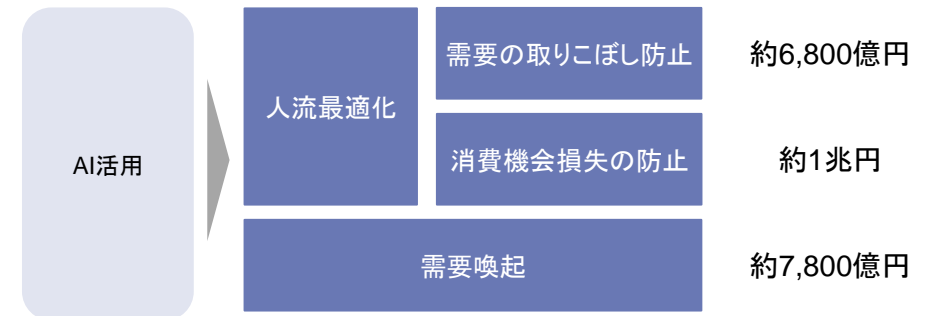 AI活用
人流最適化
需要の取りこぼし防止
約6,800億円
消費機会損失の防止
約1兆円
需要喚起
約7,800億円